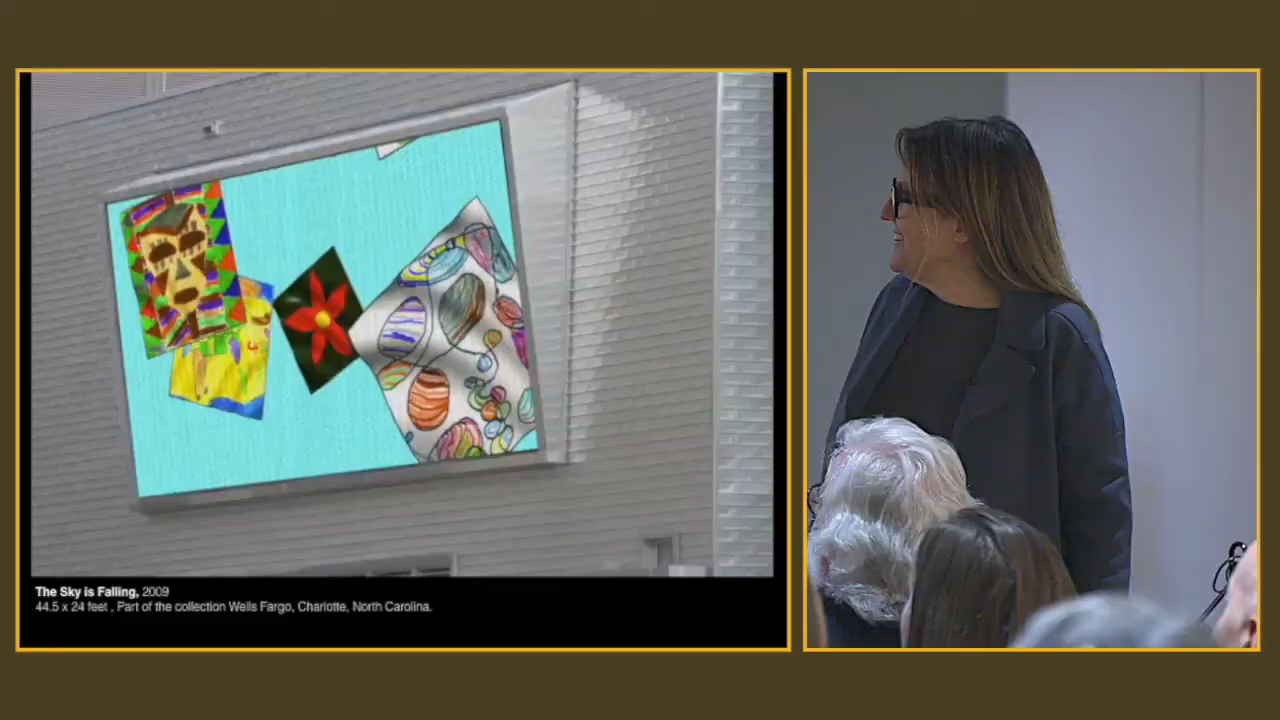 The Sky is Falling, 2009
44.5 x 24 feet , Part of the collection Wells Fargo, Charlotte, North Carolina.